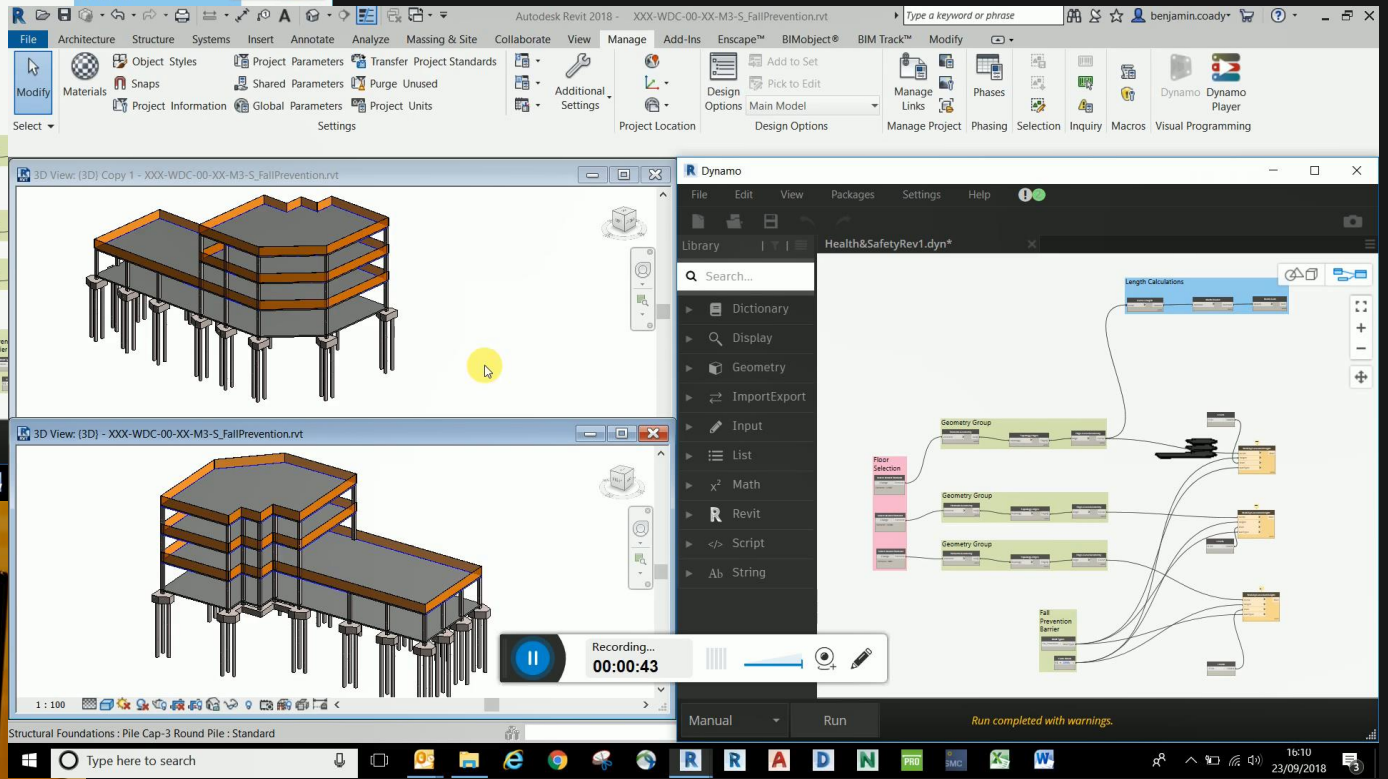 Autodesk Revit 2018 - XXX-WDC-00-XX-M3-S_FallPrevention.rvt
Type a keyword or phrase
benjamin.coady
File Architecture Structure Systems Insert Annotate Analyze Massing & Site Collaborate View Manage Add-Ins Enscape™ BIMobject® BIM Track™ Modify
Modify
Materials
Object Styles
Snaps
Project Information
Project Parameters
Shared Parameters
Global Parameters
Transfer Project Standards
Purge Unused
Project Units
Additional
Settings
Design
Options
Add to Set
Pick to Edit
Main Model
Manage
Links
Phases
Dynamo
Dynamo
Player
Select
Settings
Project Location
Design Options
Manage Project
Phasing
Selection
Inquiry
Macros
Visual Programming
3D View: {3D} Copy 1 - XXX-WDC-00-XX-M3-S_FallPrevention.rvt
3D View: {3D} - XXX-WDC-00-XX-M3-S_FallPrevention.rvt
1 : 100
Structural Foundations : Pile Cap-3 Round Pile : Standard
Dynamo
File Edit View Packages Settings Help
Library
Health&SafetyRev1.dyn*
Search...
Dictionary
Display
Geometry
ImportExport
Input
List
Math
Revit
Script
String
Length Calculations
Geometry Group
Floor
Selection
Geometry Group
Geometry Group
Fall
Prevention
Barrier
Manual
Run
Run completed with warnings.
Recording...
00:00:43
Type here to search
PRO
SMC
16:10
23/09/2018